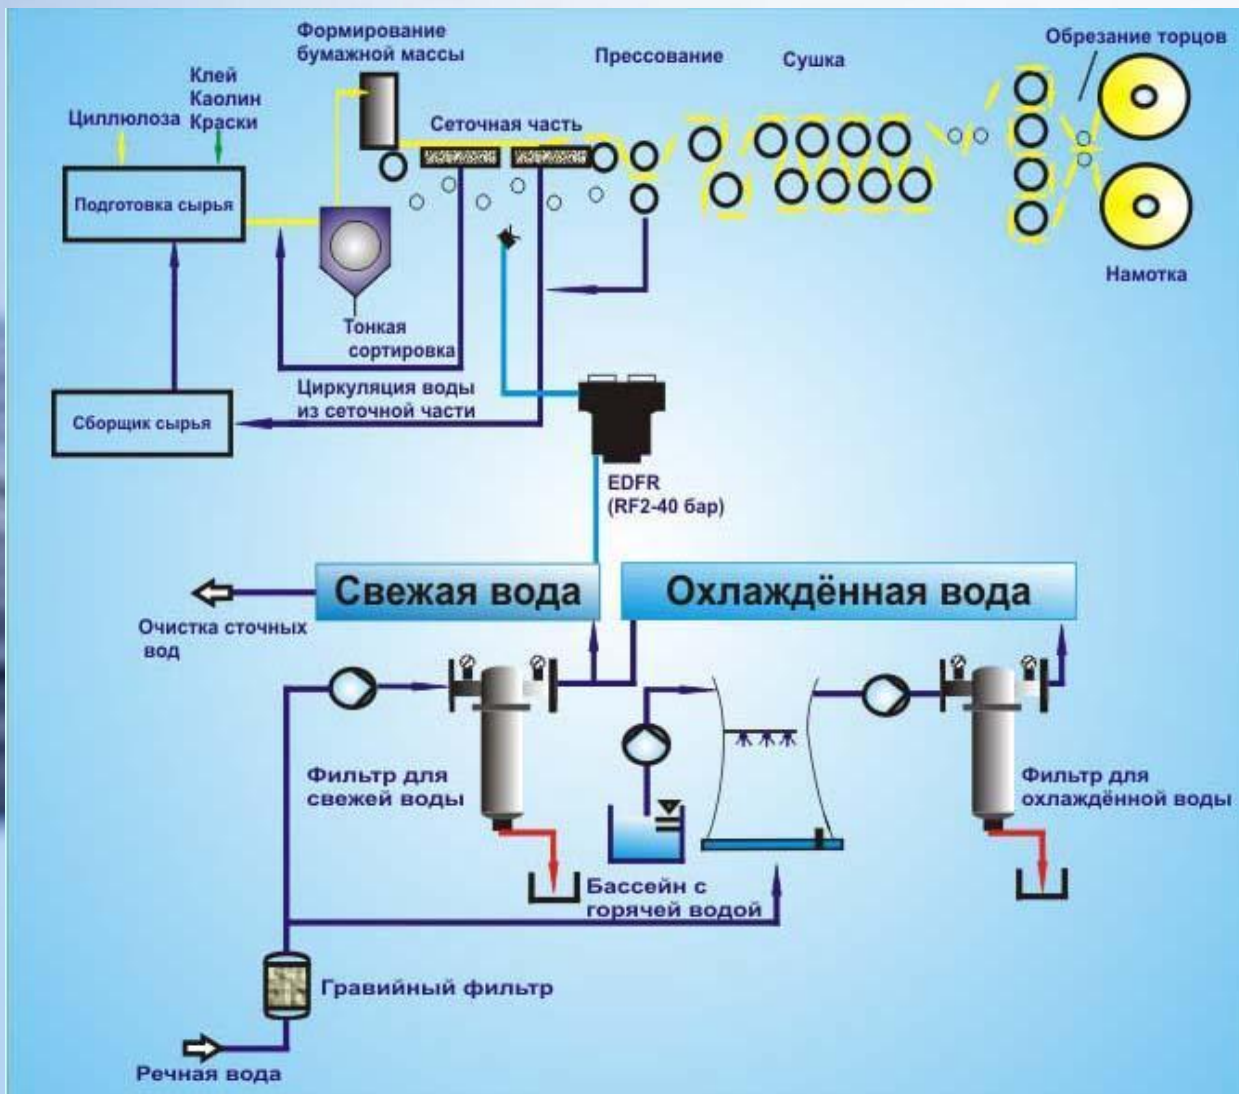 Формирование
бумажной массы
Обрезание торцов
Прессование
Сушка
Клей
Каолин
Краски
Циллюлоза
Сеточная часть
Подготовка сырья
Намотка
Тонкая
сортировка
Циркуляция воды
из сеточной части
Сборщик сырья
EDFR
(RF2-40 бар)
Свежая вода
Охлаждённая вода
Очистка сточных
вод
Фильтр для
свежей воды
Фильтр для
охлаждённой воды
Бассейн с
горячей водой
Гравийный фильтр
Речная вода